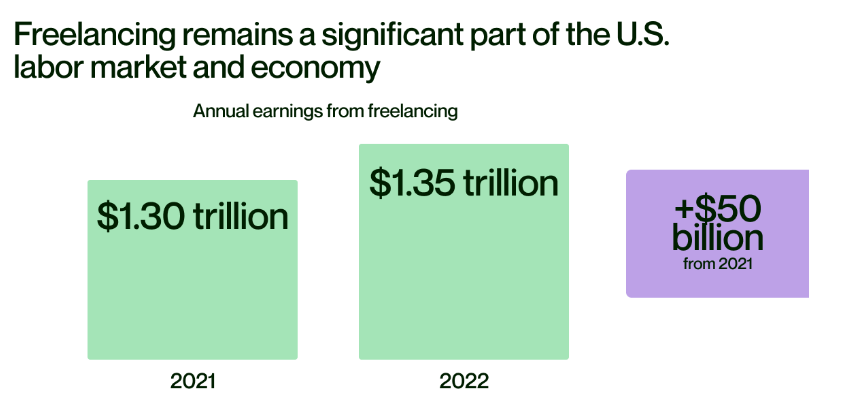 Freelancing remains a significant part of the U.S.
labor market and economy
Annual earnings from freelancing
$1.30 trillion
$1.35 trillion
+$50
billion
from 2021
2021
2022